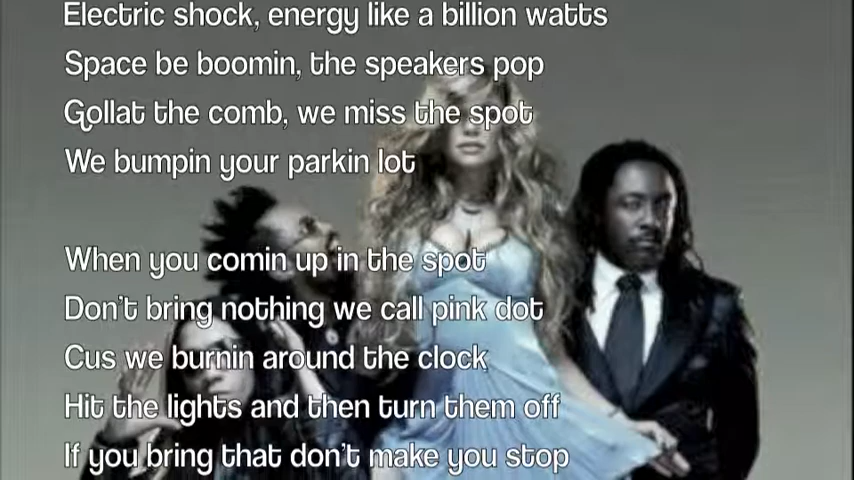 Electric shock, energy like a billion watts
Space be boomin, the speakers pop
Gollat the comb, we miss the spot
We bumpin your parkin lot
When you comin up in the spot
Don't bring nothing we call pink dot
Cus we burnin around the clock
Hit the lights and then turn them off
If you bring that don't make you stop